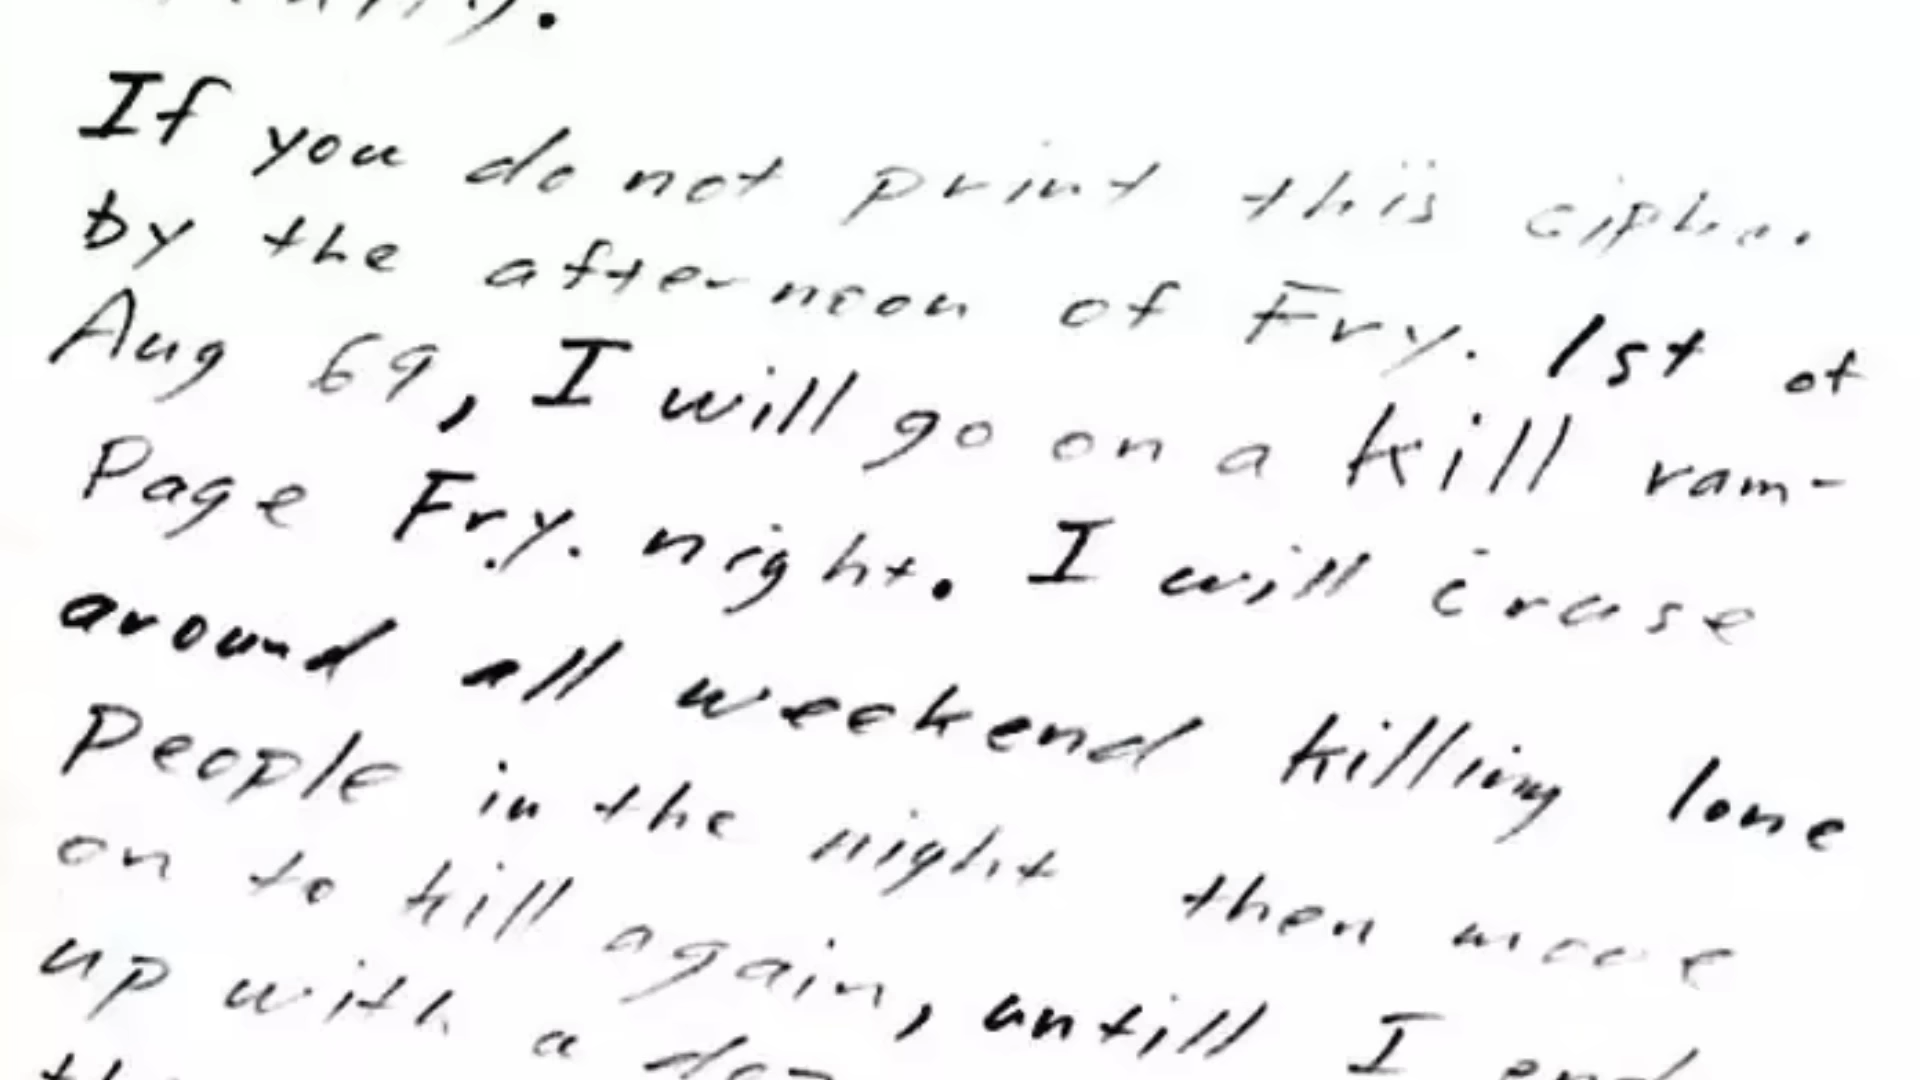 If you do not print this cipher
by the afternoon of Fry. 1st of
Aug 69, I will go on a kill ram-
Page Fry. night. I will cruse
around all weekend killing lone
People in the night then move
on to kill again, untill I end
up with a